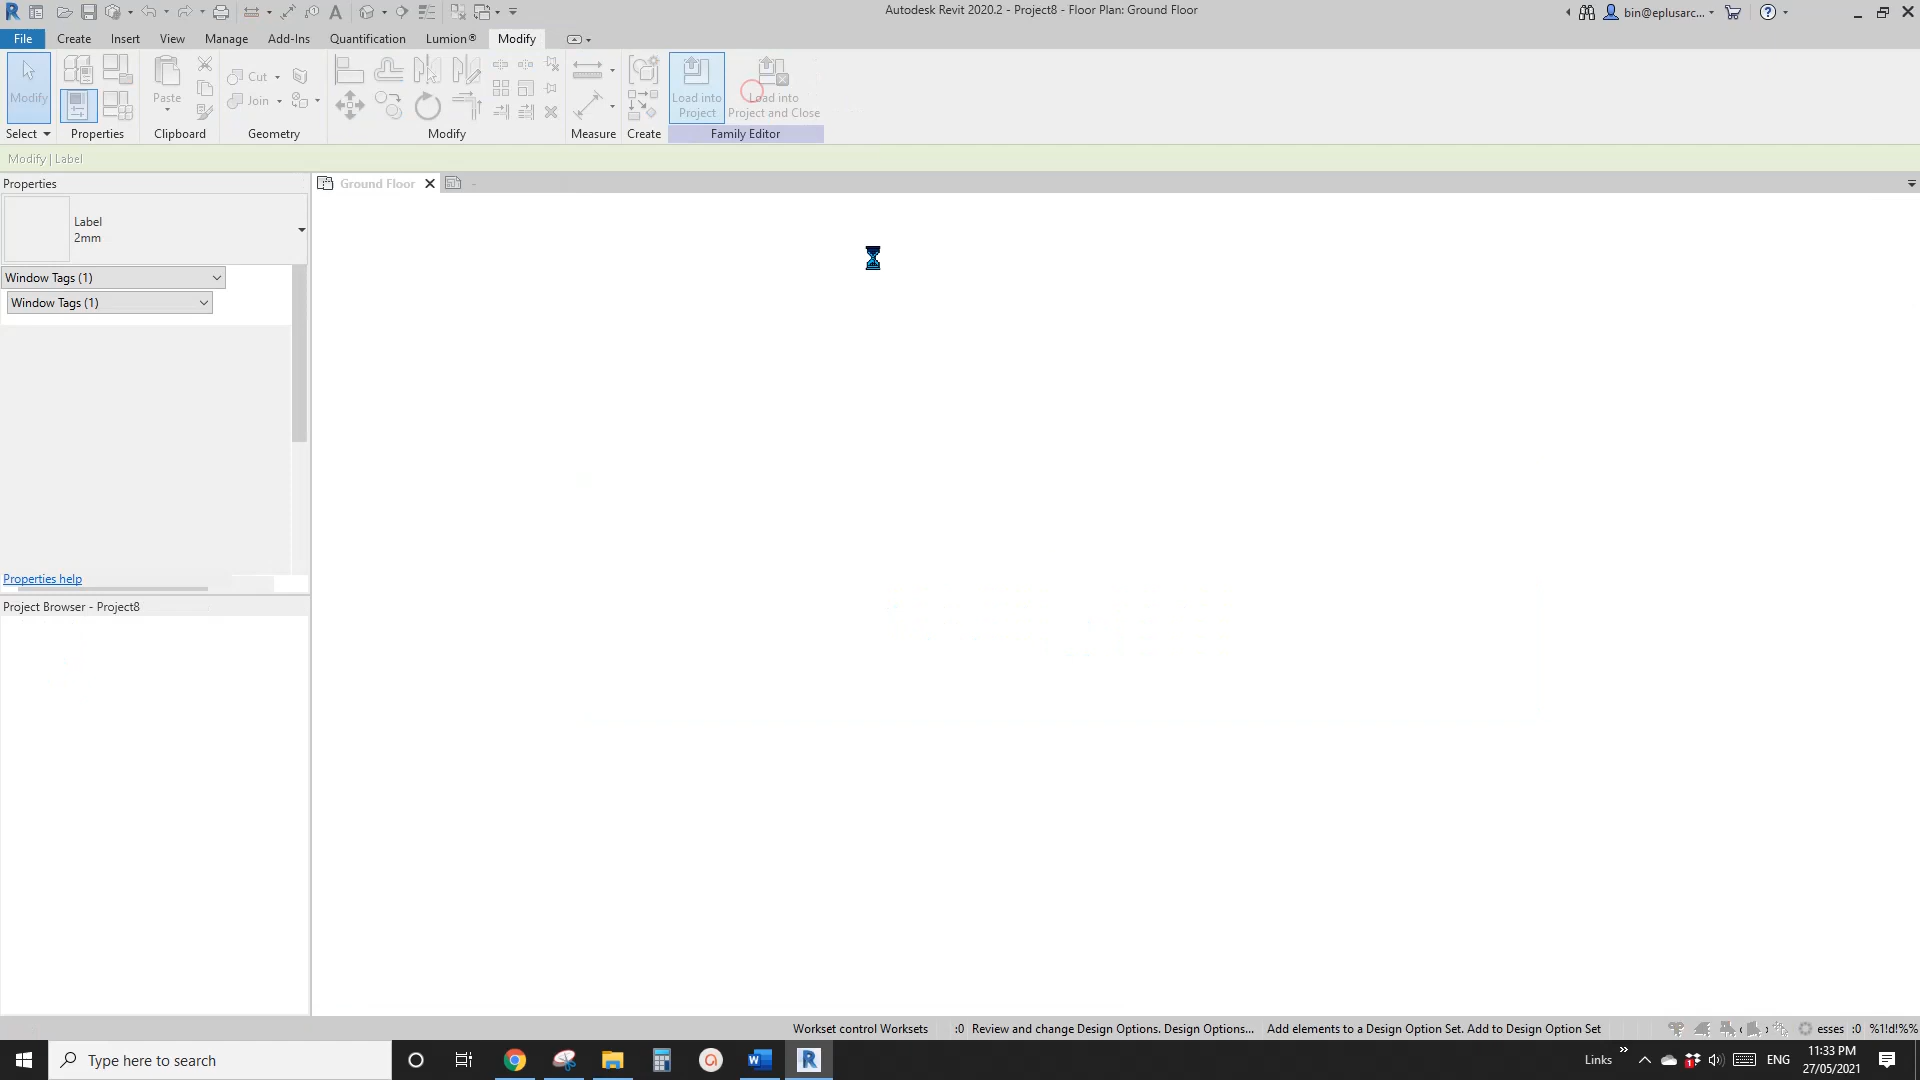 Autodesk Revit 2020.2 - Project8 - Floor Plan: Ground Floor
bin@eplusarc...
File Create Insert View Manage Add-Ins Quantification Lumion® Modify
Modify
Paste
Cut
Join
Load into
Project
Load into
Project and Close
Select Properties Clipboard Geometry Modify Measure Create Family Editor
Modify | Label
Properties
Ground Floor
-
Label
2mm
Window Tags (1)
Window Tags (1)
Properties help
Project Browser - Project8
Workset control Worksets :0 Review and change Design Options. Design Options... Add elements to a Design Option Set. Add to Design Option Set esses :0 %1!d!%%
Type here to search
Links
ENG
11:33 PM
27/05/2021